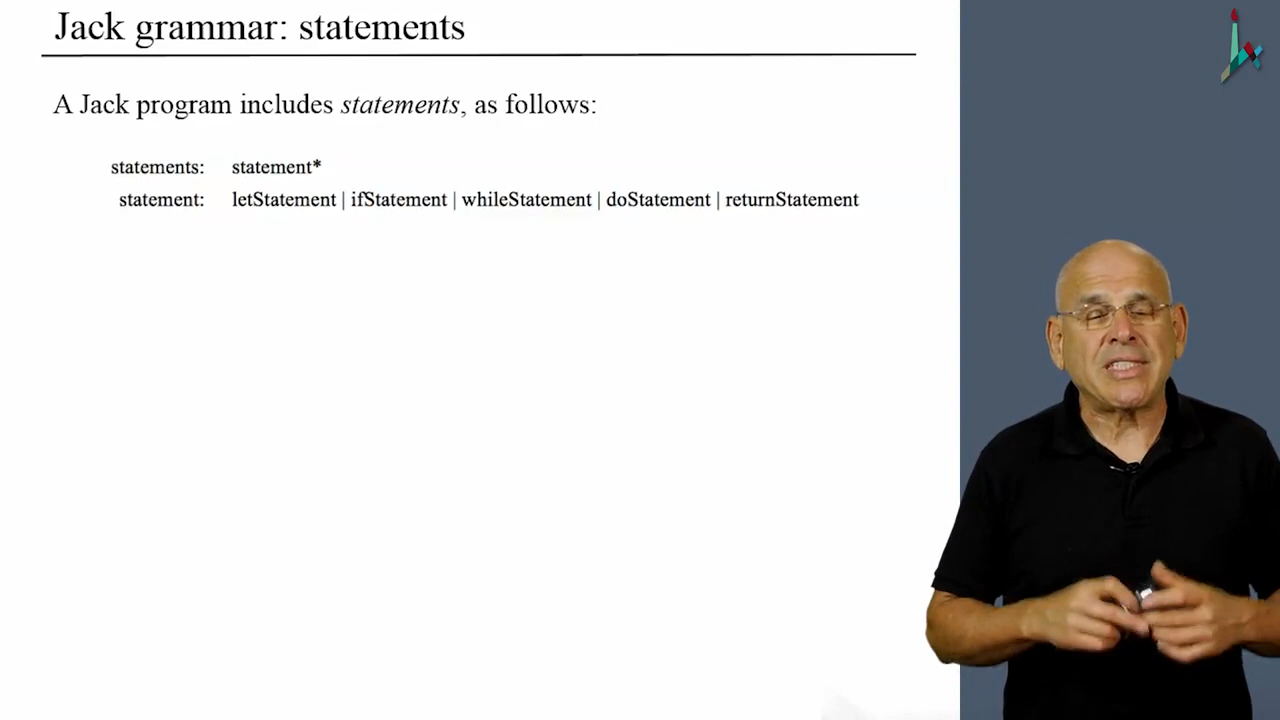 Jack grammar: statements
A Jack program includes statements, as follows:
statements: statement*
statement: letStatement | ifStatement | whileStatement | doStatement | returnStatement